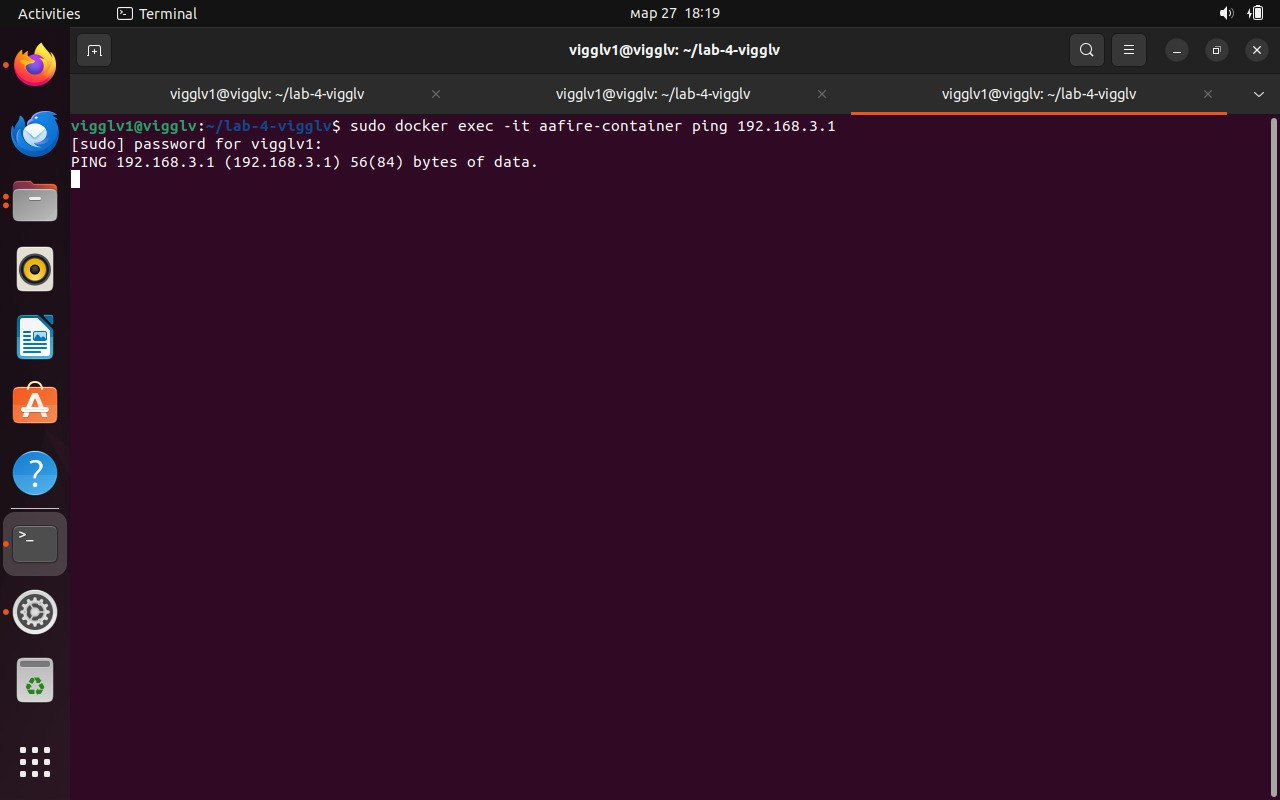 Activities
Terminal
мар 27 18:19
vigglv1@vigglv: ~/lab-4-vigglv
vigglv1@vigglv: ~/lab-4-vigglv
vigglv1@vigglv: ~/lab-4-vigglv
vigglv1@vigglv: ~/lab-4-vigglv
vigglv1@vigglv:~/lab-4-vigglv$ sudo docker exec -it aafire-container ping 192.168.3.1
[sudo] password for vigglv1:
PING 192.168.3.1 (192.168.3.1) 56(84) bytes of data.